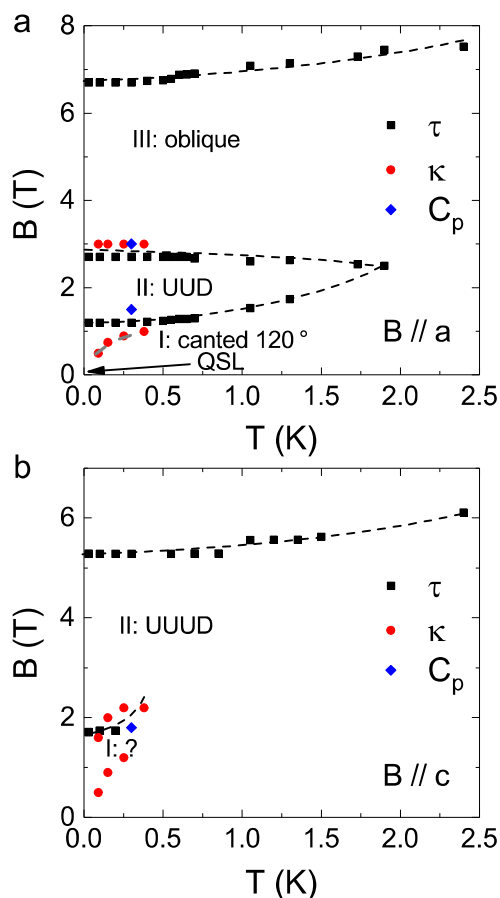 a
8
6
4
2
0
B (T)
III: oblique
τ
κ
Cp
II: UUD
I: canted 120 °
QSL
B // a
0.0 0.5 1.0 1.5 2.0 2.5
T (K)
b
6
4
2
0
B (T)
τ
κ
Cp
II: UUUD
I: ?
B // c
0.0 0.5 1.0 1.5 2.0 2.5
T (K)